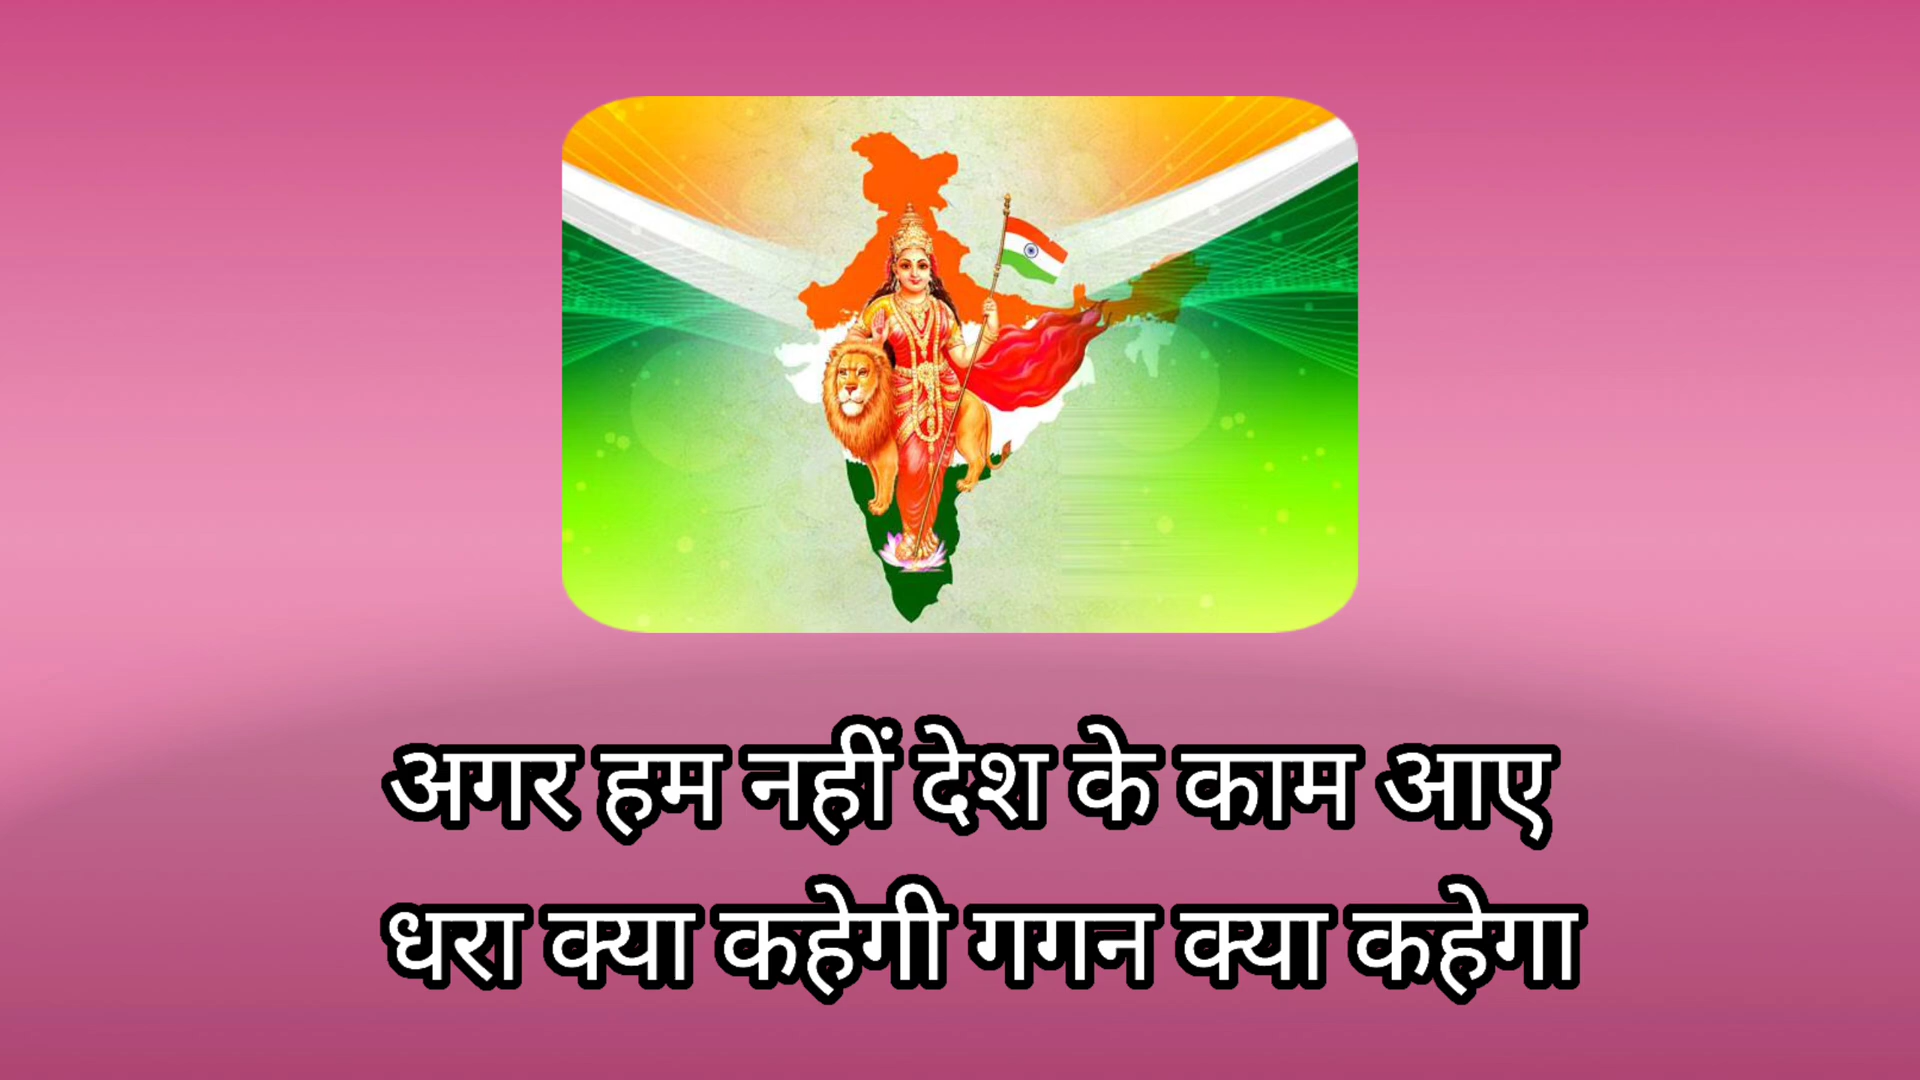 अगर हम नहीं देश के काम आए
धरा क्या कहेगी गगन क्या कहेगा